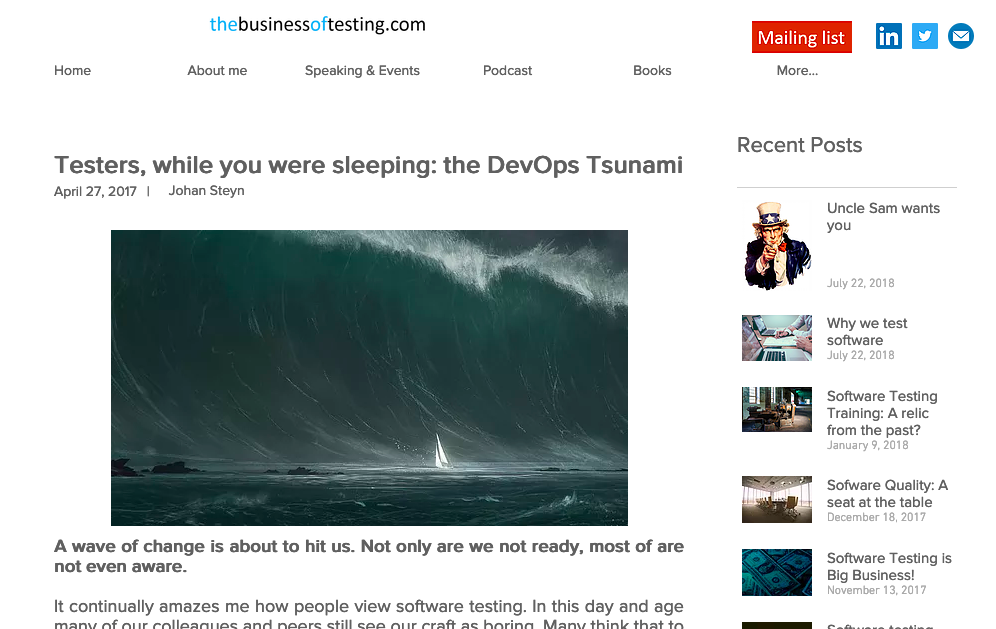 thebusinessoftesting.com
Mailing list
Home
About me
Speaking & Events
Podcast
Books
More...
Testers, while you were sleeping: the DevOps Tsunami
April 27, 2017 | Johan Steyn
A wave of change is about to hit us. Not only are we not ready, most of are
not even aware.
It continually amazes me how people view software testing. In this day and age
many of our colleagues and peers still see our craft as boring. Many think that to
Recent Posts
Uncle Sam wants
you
July 22, 2018
Why we test
software
July 22, 2018
Software Testing
Training: A relic
from the past?
January 9, 2018
Sofware Quality: A
seat at the table
December 18, 2017
Software Testing is
Big Business!
November 13, 2017
Software testing